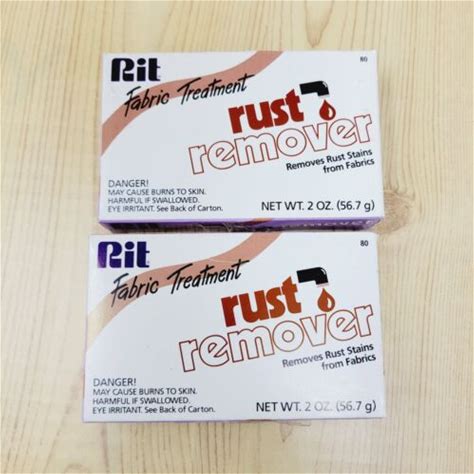 Rit
80
Fabric Treatment
rust
remover
Removes Rust Stains
from Fabrics
DANGER!
MAY CAUSE BURNS TO SKIN.
HARMFUL IF SWALLOWED.
EYE IRRITANT. See Back of Carton.
NET WT. 2 OZ. (56.7 g)
Rit
80
Fabric Treatment
rust
remover
Removes Rust Stains
from Fabrics
DANGER!
MAY CAUSE BURNS TO SKIN.
HARMFUL IF SWALLOWED.
EYE IRRITANT. See Back of Carton.
NET WT. 2 OZ. (56.7 g)